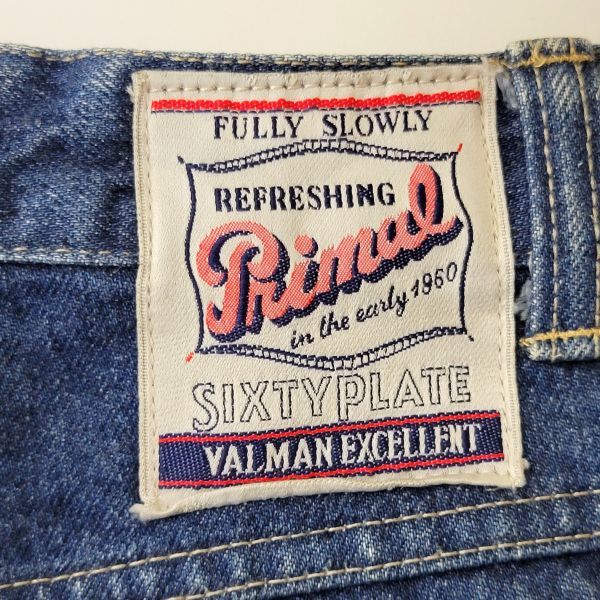 FULLY SLOWLY
REFRESHING
Primal
in the early 1960
SIXTYPLATE
VALMAN EXCELLENT